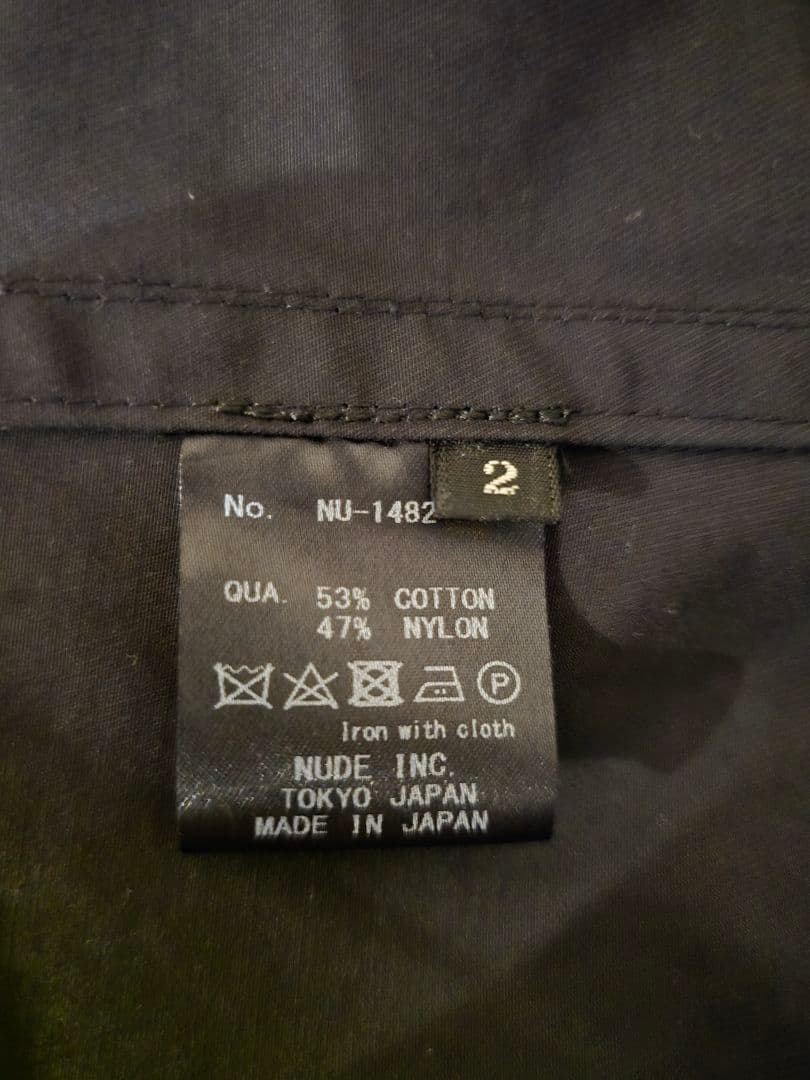 2
No. NU-1482
QUA. 53% COTTON
47% NYLON
P
Iron with cloth
NUDE INC.
TOKYO JAPAN
MADE IN JAPAN